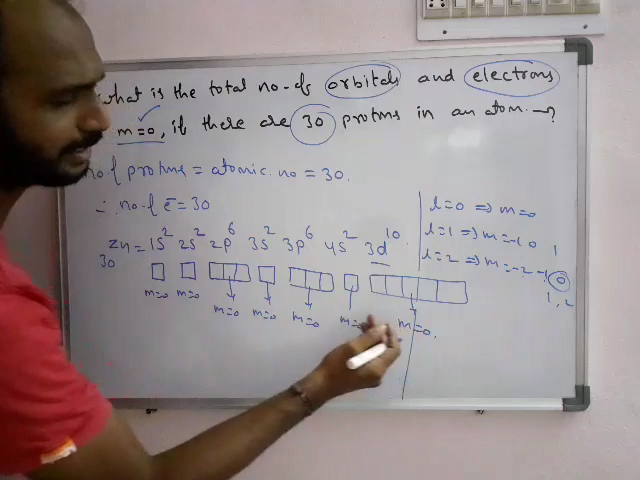 what is the total no. of orbitals and electrons
m=0, if there are 30 protons in an atom. → ?
no. of protons = atomic. no = 30.
∴ no. of e̅ = 30
30Zn = 1s² 2s² 2p⁶ 3s² 3p⁶ 4s² 3d¹⁰
m=0 m=0 m=0 m=0 m=0 m=0 m=0.
l=0 ⇒ m=0
l=1 ⇒ m=-1 0 1
l=2 ⇒ m=-2 -1 0
1, 2